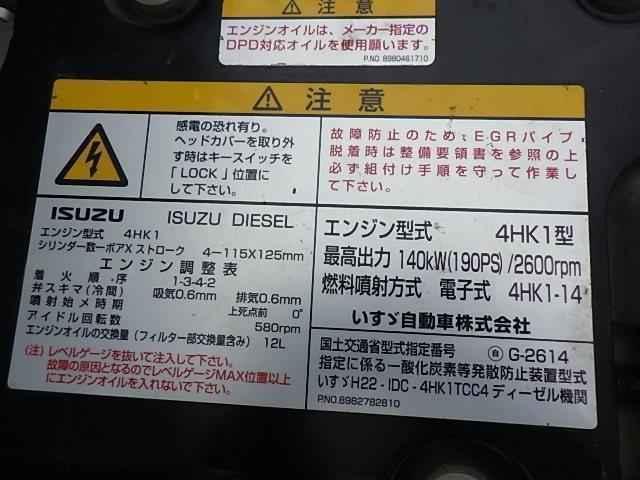 ⚠ 注意
エンジンオイルは、メーカー指定の
DPD対応オイルを使用願います。
P.NO. 8980461710
⚠ 注意
感電の恐れ有り。
ヘッドカバーを取り外
す時はキースイッチを
「LOCK」位置に
して下さい。
故障防止のため、EGRパイプ
脱着時は整備要領書を参照の上
必ず組付け手順を守って作業し
て下さい。
ISUZU ISUZU DIESEL
エンジン型式 4HK1
シリンダー数ーボアXストローク 4-115X125mm
エンジン調整表
着火順序 1-3-4-2
弁スキマ(冷間) 吸気0.6mm 排気0.6mm
噴射始メ時期 上死点前 0°
アイドル回転数 580rpm
エンジンオイルの交換量(フィルター部交換量含み) 12L
(注)レベルゲージを抜いて注入して下さい。
故障の原因となるのでレベルゲージMAX位置以上
にエンジンオイルを入れないで下さい。
エンジン型式 4HK1型
最高出力 140kW(190PS)/2600rpm
燃料噴射方式 電子式 4HK1-14
いすゞ自動車株式会社
国土交通省型式指定番号 ㊀ G-2614
指定に係る一酸化炭素等発散防止装置型式
いすゞH22-IDC-4HK1TCC4ディーゼル機関
P.NO. 8982782810